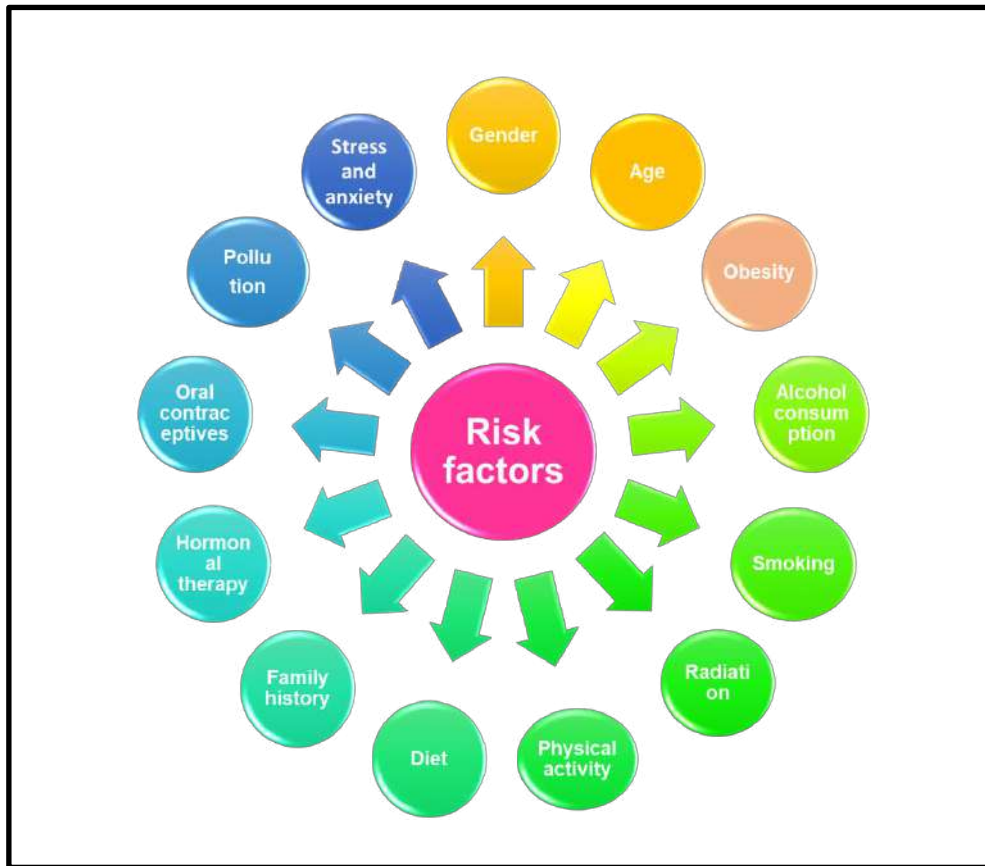 Risk
factors
Gender
Age
Obesity
Alcohol
consum
ption
Smoking
Radiati
on
Physical
activity
Diet
Family
history
Hormon
al therapy
Oral
contrac
eptives
Pollu
tion
Stress
and
anxiety